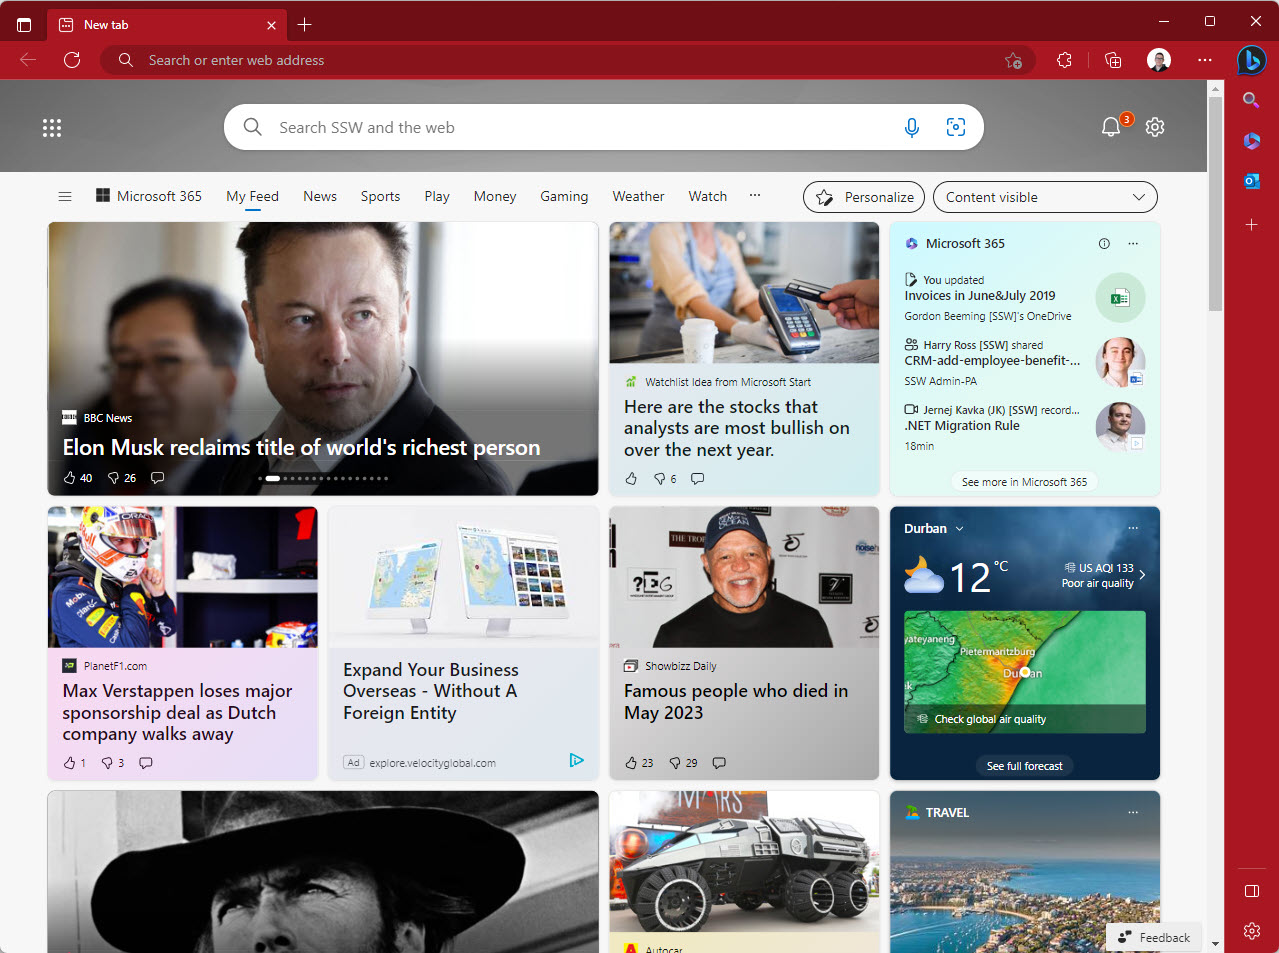 New tab
Search or enter web address
Search SSW and the web
3
Microsoft 365
My Feed
News
Sports
Play
Money
Gaming
Weather
Watch
Personalize
Content visible
BBC News
Elon Musk reclaims title of world's richest person
40
26
Watchlist Idea from Microsoft Start
Here are the stocks that
analysts are most bullish on
over the next year.
6
Microsoft 365
You updated
Invoices in June&July 2019
Gordon Beeming [SSW]'s OneDrive
Harry Ross [SSW] shared
CRM-add-employee-benefit-...
SSW Admin-PA
Jernej Kavka (JK) [SSW] record...
.NET Migration Rule
18min
See more in Microsoft 365
ORACLE
Mobil
PlanetF1.com
Max Verstappen loses major
sponsorship deal as Dutch
company walks away
1
3
Expand Your Business
Overseas - Without A
Foreign Entity
Ad
explore.velocityglobal.com
THE TROP
Showbizz Daily
Famous people who died in
May 2023
23
29
Durban
12 °C
US AQI 133
Poor air quality
yateyaneng
Pietermaritzburg
Durban
Check global air quality
See full forecast
MARS
Autocar
TRAVEL
Feedback